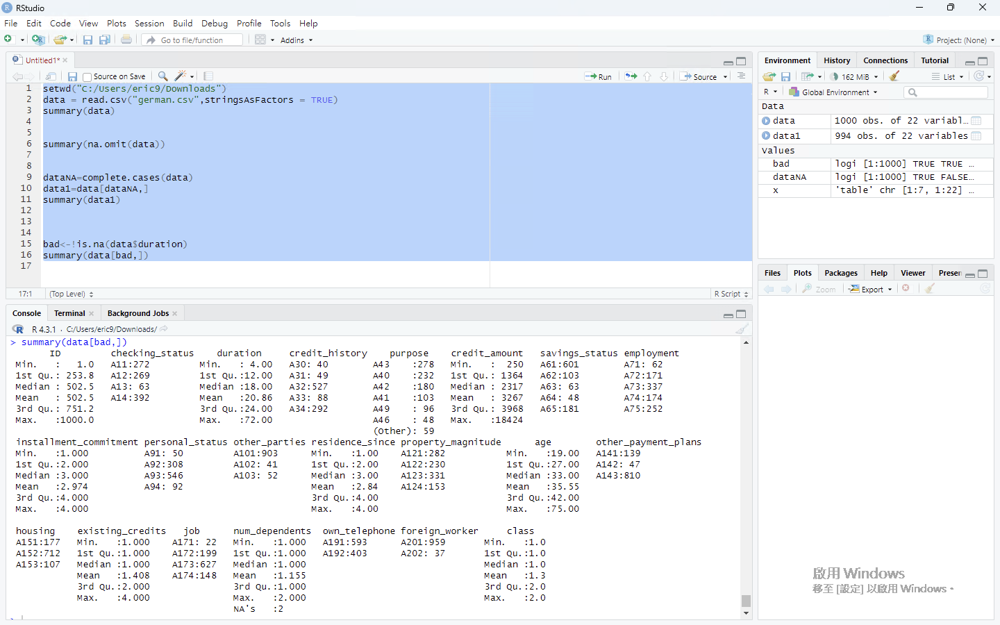 RStudio
File Edit Code View Plots Session Build Debug Profile Tools Help
Go to file/function Addins Project: (None)
Untitled1*
Source on Save Run Source
1 setwd("C:/Users/eric9/Downloads")
2 data = read.csv("german.csv",stringsAsFactors = TRUE)
3 summary(data)
4
5
6 summary(na.omit(data))
7
8
9 dataNA=complete.cases(data)
10 data1=data[dataNA,]
11 summary(data1)
12
13
14
15 bad<-!is.na(data$duration)
16 summary(data[bad,])
17
17:1 (Top Level) R Script
Console Terminal Background Jobs
R 4.3.1 · C:/Users/eric9/Downloads/
> summary(data[bad,])
ID checking_status duration credit_history purpose credit_amount savings_status employment
Min. : 1.0 A11:272 Min. : 4.00 A30: 40 A43 :278 Min. : 250 A61:601 A71: 62
1st Qu.: 253.8 A12:269 1st Qu.:12.00 A31: 49 A40 :232 1st Qu.: 1364 A62:103 A72:171
Median : 502.5 A13: 63 Median :18.00 A32:527 A42 :180 Median : 2317 A63: 63 A73:337
Mean : 502.5 A14:392 Mean :20.86 A33: 88 A41 :103 Mean : 3267 A64: 48 A74:174
3rd Qu.: 751.2 3rd Qu.:24.00 A34:292 A49 : 96 3rd Qu.: 3968 A65:181 A75:252
Max. :1000.0 Max. :72.00 A46 : 48 Max. :18424
(Other): 59
installment_commitment personal_status other_parties residence_since property_magnitude age other_payment_plans
Min. :1.000 A91: 50 A101:903 Min. :1.00 A121:282 Min. :19.00 A141:139
1st Qu.:2.000 A92:308 A102: 41 1st Qu.:2.00 A122:230 1st Qu.:27.00 A142: 47
Median :3.000 A93:546 A103: 52 Median :3.00 A123:331 Median :33.00 A143:810
Mean :2.974 A94: 92 Mean :2.84 A124:153 Mean :35.55
3rd Qu.:4.000 3rd Qu.:4.00 3rd Qu.:42.00
Max. :4.000 Max. :4.00 Max. :75.00
housing existing_credits job num_dependents own_telephone foreign_worker class
A151:177 Min. :1.000 A171: 22 Min. :1.000 A191:593 A201:959 Min. :1.0
A152:712 1st Qu.:1.000 A172:199 1st Qu.:1.000 A192:403 A202: 37 1st Qu.:1.0
A153:107 Median :1.000 A173:627 Median :1.000 Median :1.0
Mean :1.408 A174:148 Mean :1.155 Mean :1.3
3rd Qu.:2.000 3rd Qu.:1.000 3rd Qu.:2.0
Max. :4.000 Max. :2.000 Max. :2.0
NA's :2
Environment History Connections Tutorial
162 MiB List
R Global Environment
Data
data 1000 obs. of 22 variabl…
data1 994 obs. of 22 variables
Values
bad logi [1:1000] TRUE TRUE …
dataNA logi [1:1000] TRUE FALSE…
x 'table' chr [1:7, 1:22] …
Files Plots Packages Help Viewer Presen
Zoom Export
啟用 Windows
移至 [設定] 以啟用 Windows。